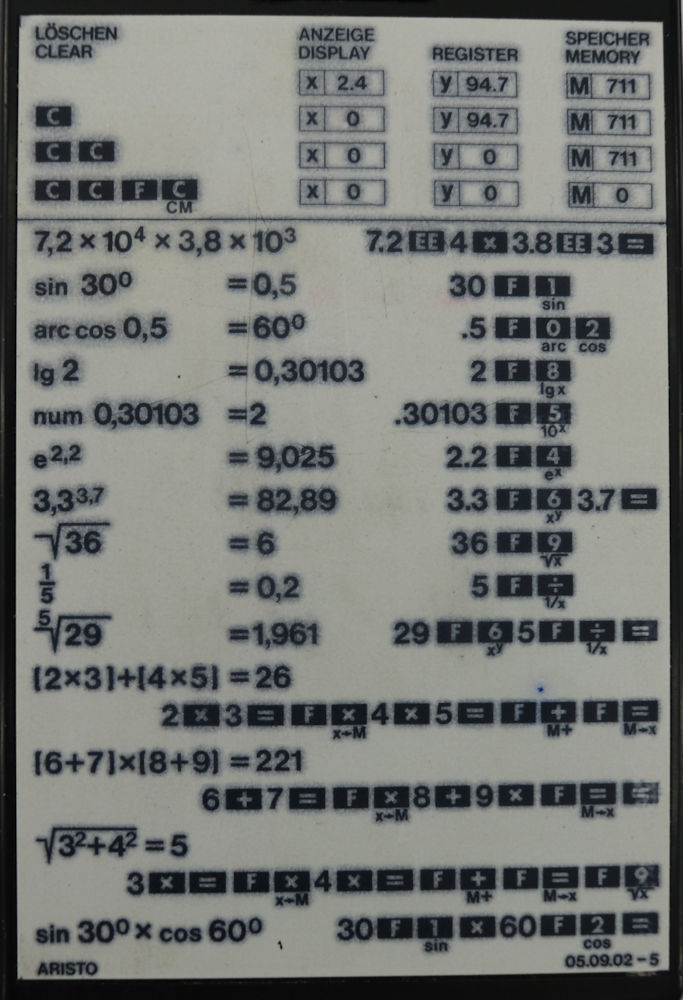 LÖSCHEN ANZEIGE SPEICHER
CLEAR DISPLAY REGISTER MEMORY
x 2.4 y 94.7 M 711
C x 0 y 94.7 M 711
C C x 0 y 0 M 711
C C F C x 0 y 0 M 0
CM
7,2 × 10⁴ × 3,8 × 10³ 7.2 EE 4 × 3.8 EE 3 =
sin 30⁰ = 0,5 30 F 1
sin
arc cos 0,5 = 60⁰ .5 F 0 2
arc cos
lg 2 = 0,30103 2 F 8
lg x
num 0,30103 = 2 .30103 F 5
10ˣ
e²,² = 9,025 2.2 F 4
eˣ
3,3³,⁷ = 82,89 3.3 F 6 3.7 =
xʸ
√36 = 6 36 F 9
√x
1/5 = 0,2 5 F ÷
1/x
⁵√29 = 1,961 29 F 6 5 F ÷ =
xʸ 1/x
[2×3]+[4×5] = 26
2 × 3 = F × 4 × 5 = F + F =
x→M M+ M→x
[6+7]×[8+9] = 221
6 + 7 = F × 8 + 9 × F = =
x→M M→x
√3²+4² = 5
3 × = F × 4 × = F + F = F 9
x→M M+ M→x √x
sin 30⁰ × cos 60⁰ 30 F 1 × 60 F 2 =
sin cos
ARISTO 05.09.02 – 5